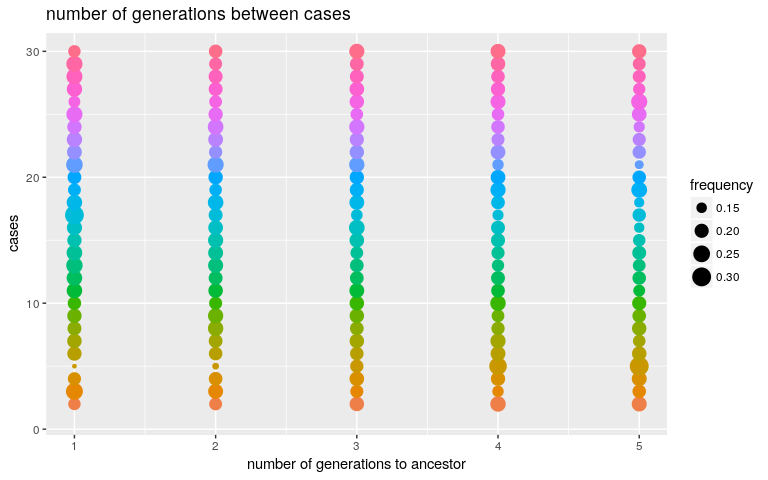 number of generations between cases
30
20
10
0
cases
1 2 3 4 5
number of generations to ancestor
frequency
0.15
0.20
0.25
0.30